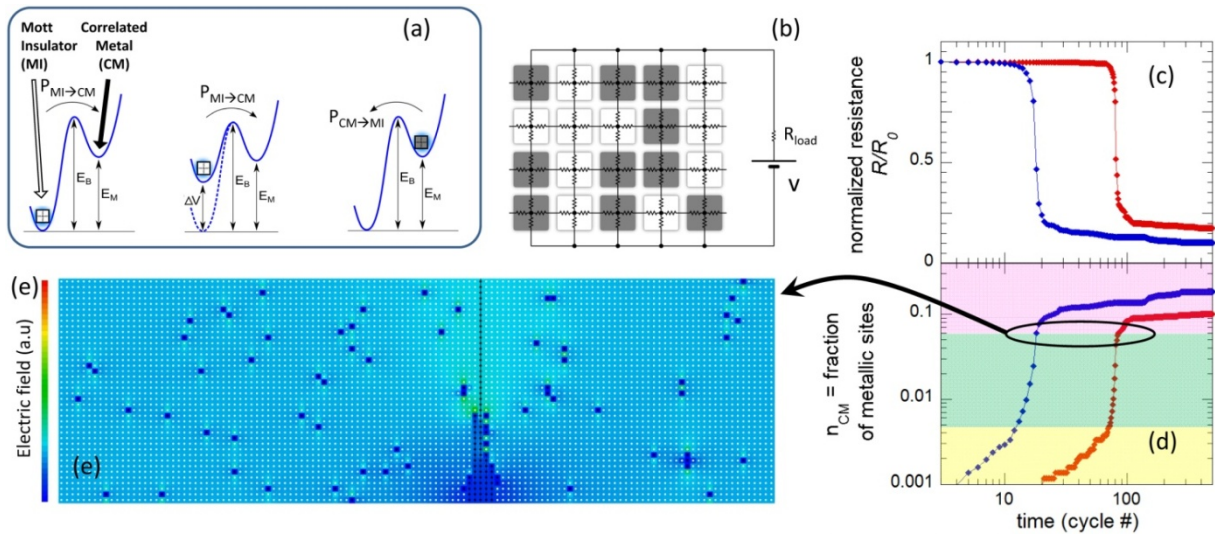 Mott
Insulator
(MI)
Correlated
Metal
(CM)
(a)
P_MI→CM
E_B
E_M
P_MI→CM
ΔV
E_B
E_M
P_CM→MI
E_B
E_M
(b)
R_load
V
(c)
normalized resistance
R/R_0
1
0.5
0
(d)
n_CM = fraction
of metallic sites
0.1
0.01
0.001
10
100
time (cycle #)
(e)
Electric field (a.u)
(e)